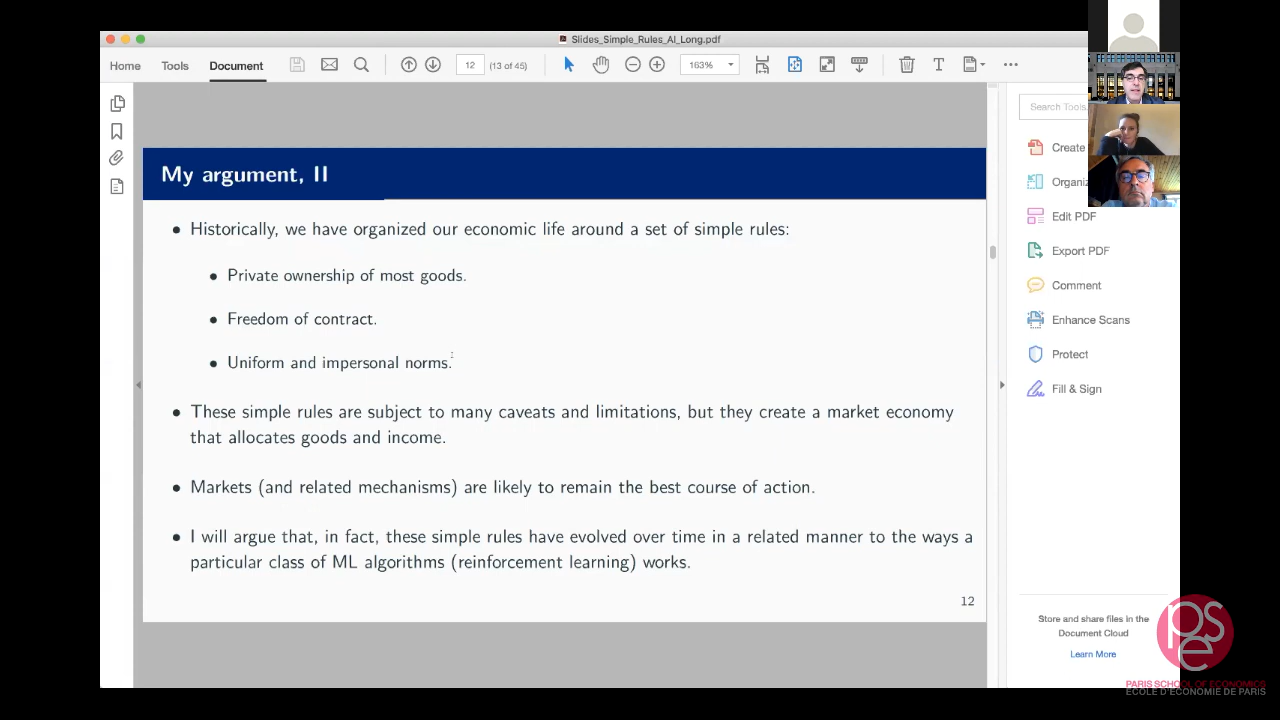 Slides_Simple_Rules_AI_Long.pdf
Home Tools Document 12 (13 of 45) 163%
Search Tools
My argument, II
• Historically, we have organized our economic life around a set of simple rules:
• Private ownership of most goods.
• Freedom of contract.
• Uniform and impersonal norms.
• These simple rules are subject to many caveats and limitations, but they create a market economy
that allocates goods and income.
• Markets (and related mechanisms) are likely to remain the best course of action.
• I will argue that, in fact, these simple rules have evolved over time in a related manner to the ways a
particular class of ML algorithms (reinforcement learning) works.
12
Create
Organiz
Edit PDF
Export PDF
Comment
Enhance Scans
Protect
Fill & Sign
Store and share files in the
Document Cloud
Learn More
pse
PARIS SCHOOL OF ECONOMICS
ÉCOLE D'ÉCONOMIE DE PARIS